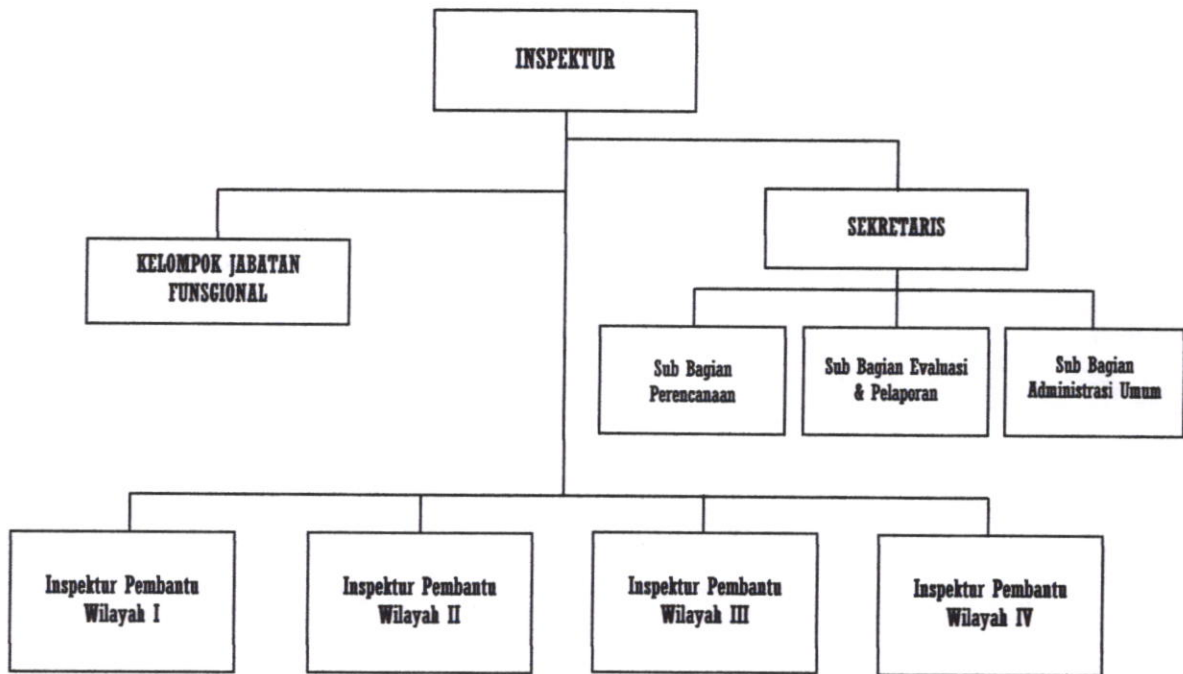 INSPEKTUR
SEKRETARIS
KELOMPOK JABATAN
FUNSGIONAL
Sub Bagian
Perencanaan
Sub Bagian Evaluasi
& Pelaporan
Sub Bagian
Administrasi Umum
Inspektur Pembantu
Wilayah I
Inspektur Pembantu
Wilayah II
Inspektur Pembantu
Wilayah III
Inspektur Pembantu
Wilayah IV